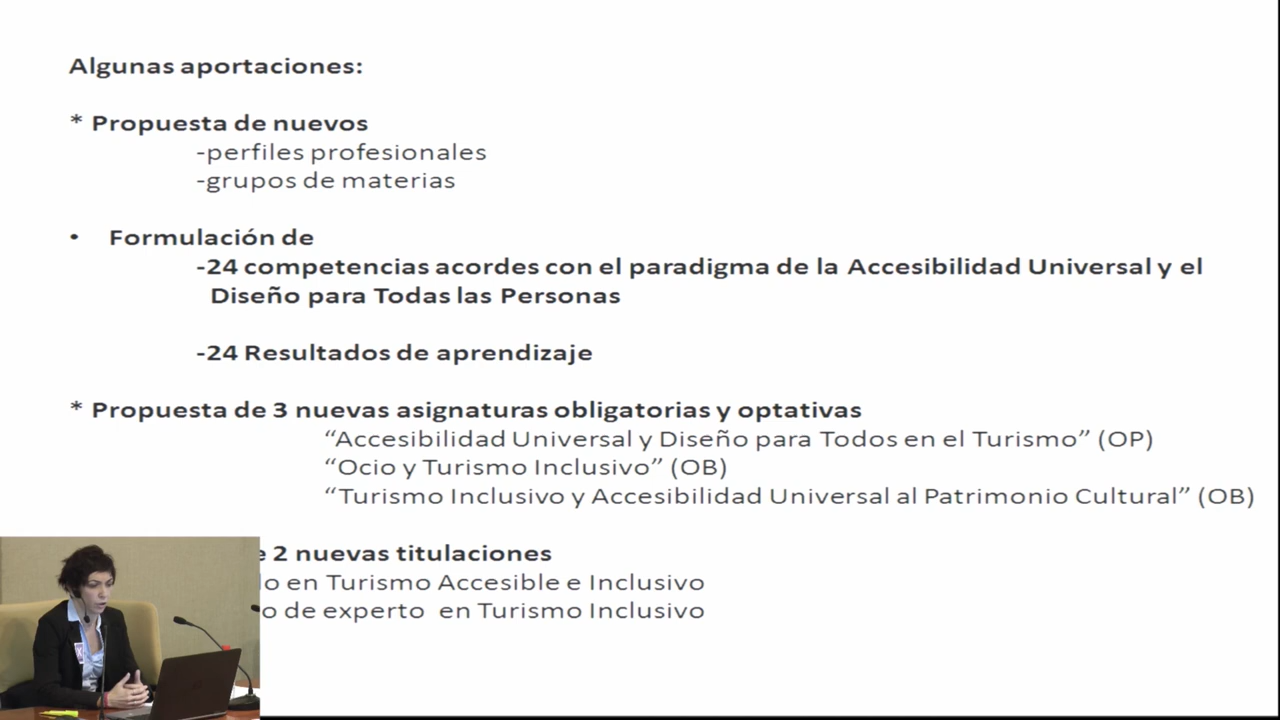 Algunas aportaciones:
* Propuesta de nuevos
-perfiles profesionales
-grupos de materias
• Formulación de
-24 competencias acordes con el paradigma de la Accesibilidad Universal y el
Diseño para Todas las Personas
-24 Resultados de aprendizaje
* Propuesta de 3 nuevas asignaturas obligatorias y optativas
“Accesibilidad Universal y Diseño para Todos en el Turismo” (OP)
“Ocio y Turismo Inclusivo” (OB)
“Turismo Inclusivo y Accesibilidad Universal al Patrimonio Cultural” (OB)
2 nuevas titulaciones
en Turismo Accesible e Inclusivo
de experto en Turismo Inclusivo